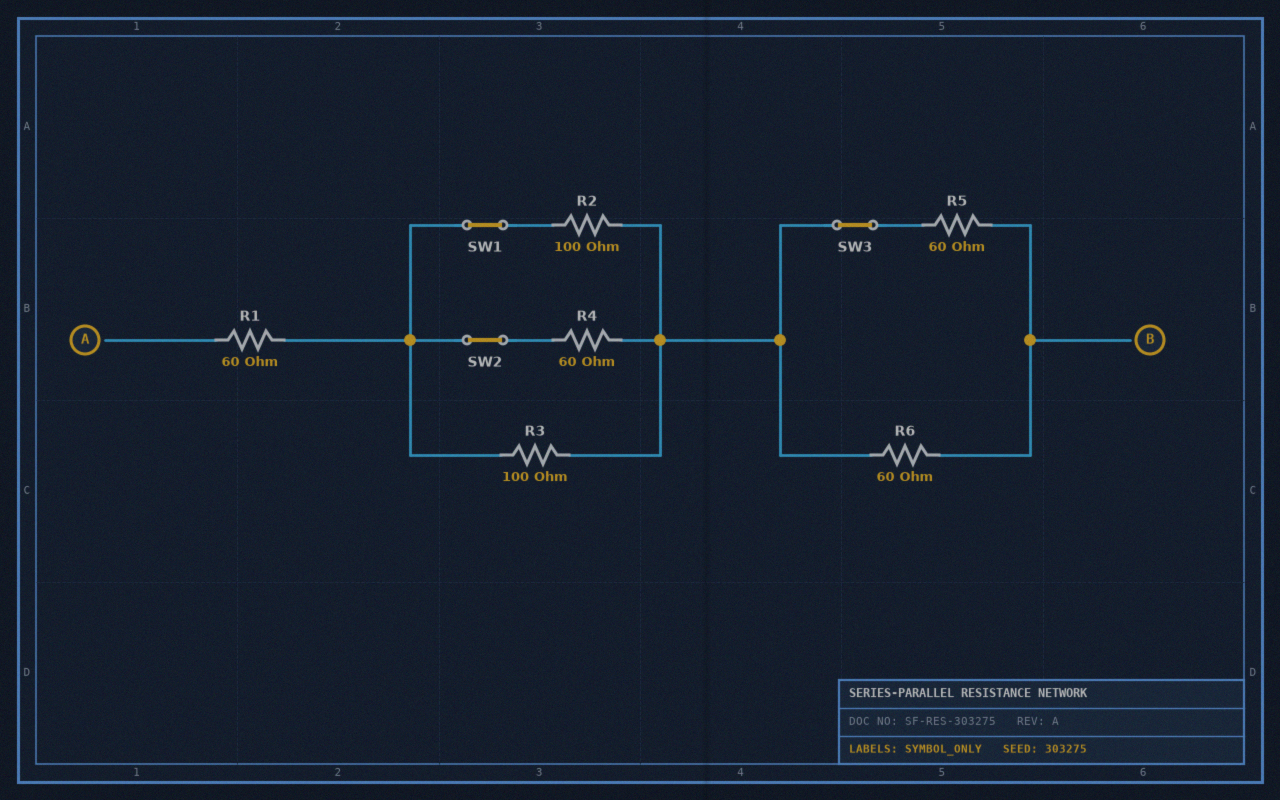 1 2 3 4 5 6
A A
R2 R5
SW1 100 Ohm SW3 60 Ohm
B B
R1 R4
A B
60 Ohm SW2 60 Ohm
R3 R6
100 Ohm 60 Ohm
C C
D D
SERIES-PARALLEL RESISTANCE NETWORK
DOC NO: SF-RES-303275 REV: A
LABELS: SYMBOL_ONLY SEED: 303275
1 2 3 4 5 6